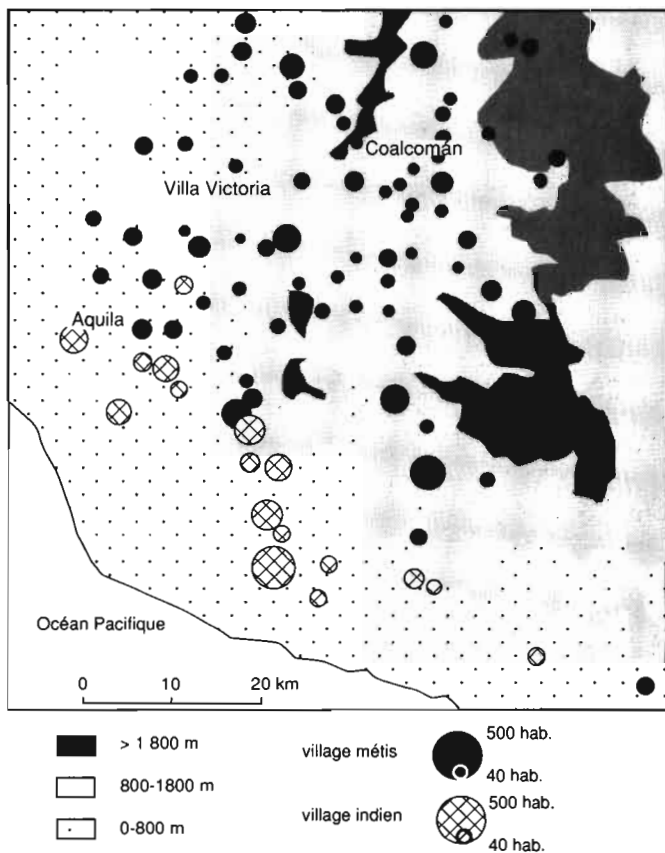 Coalcomán
Villa Victoria
Aquila
Océan Pacifique
0 10 20 km
> 1 800 m
800-1800 m
0-800 m
village métis
500 hab.
40 hab.
village indien
500 hab.
40 hab.